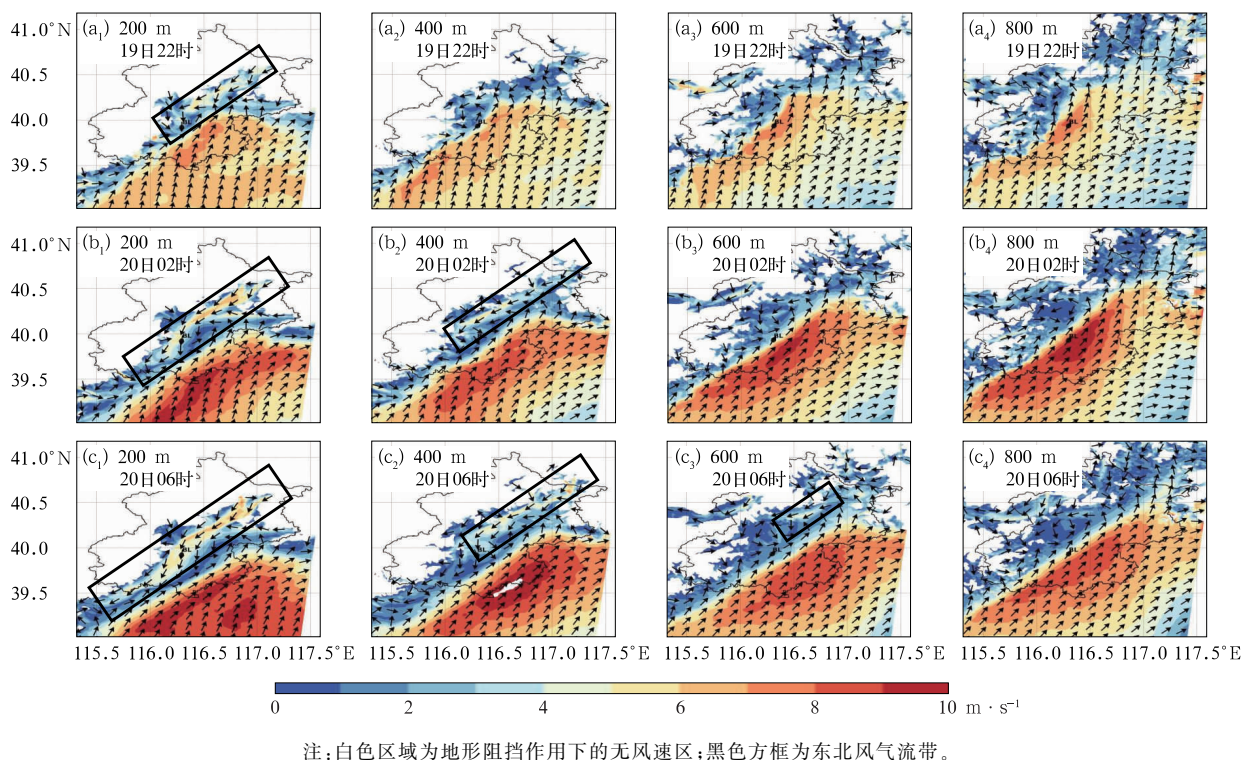 41.0°N
(a₁) 200 m
19日22时
(a₂) 400 m
19日22时
(a₃) 600 m
19日22时
(a₄) 800 m
19日22时
40.5
40.0
39.5
(b₁) 200 m
20日02时
(b₂) 400 m
20日02时
(b₃) 600 m
20日02时
(b₄) 800 m
20日02时
41.0°N
40.5
40.0
39.5
(c₁) 200 m
20日06时
(c₂) 400 m
20日06时
(c₃) 600 m
20日06时
(c₄) 800 m
20日06时
41.0°N
40.5
40.0
39.5
115.5 116.0 116.5 117.0 117.5°E
115.5 116.0 116.5 117.0 117.5°E
115.5 116.0 116.5 117.0 117.5°E
115.5 116.0 116.5 117.0 117.5°E
0 2 4 6 8 10 m·s⁻¹
注:白色区域为地形阻挡作用下的无风速区;黑色方框为东北风气流带。